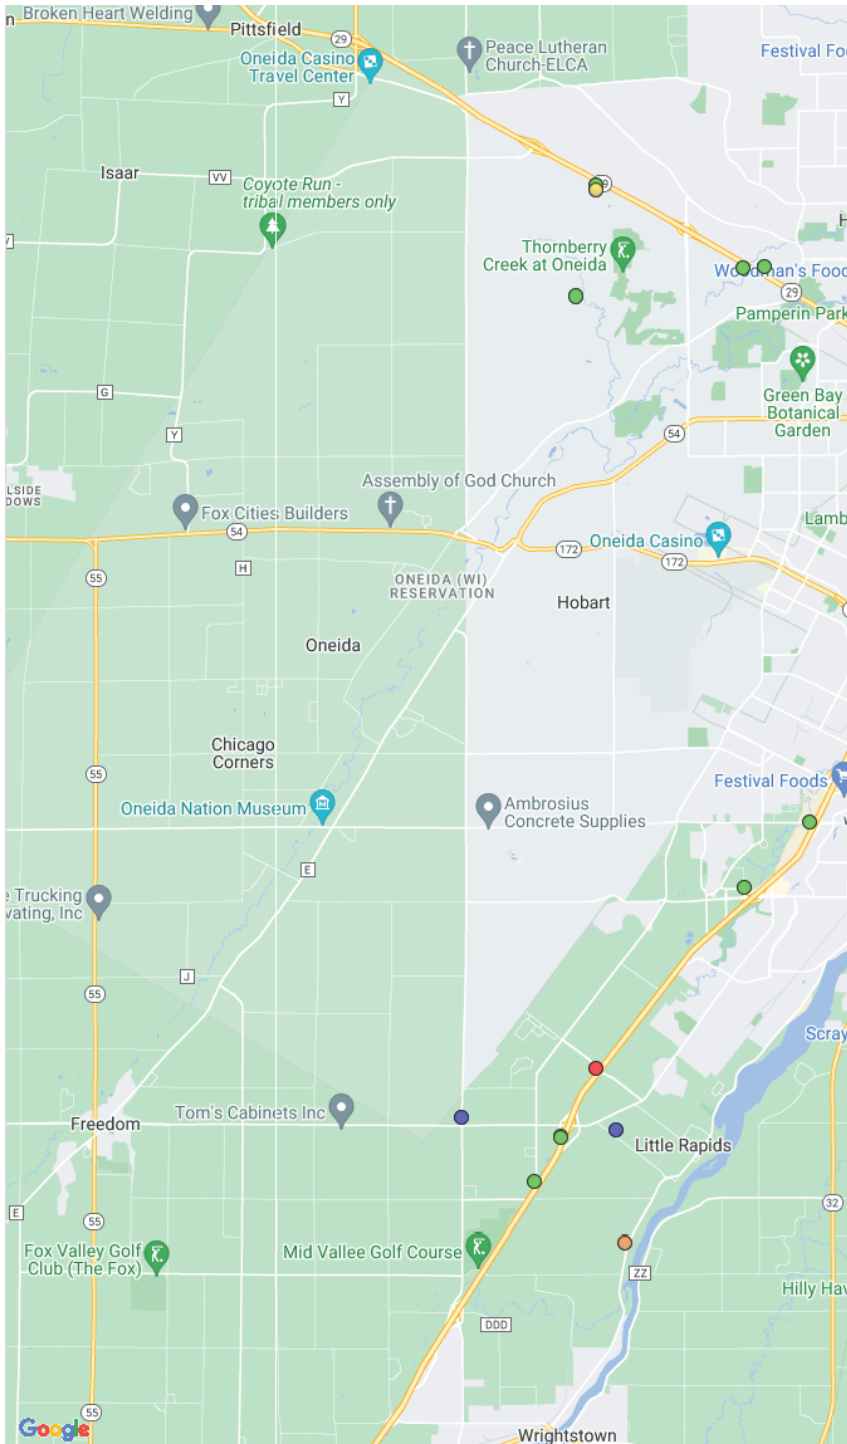 Broken Heart Welding
n
Pittsfield
29
Peace Lutheran
Church-ELCA
Festival Fo
Oneida Casino
Travel Center
Y
Isaar
VV
Coyote Run -
tribal members only
V
H
Thornberry
Creek at Oneida
Woodman's Food
29
Pamperin Park
G
Green Bay
Botanical
Garden
Y
54
LLSIDE
DOWS
Assembly of God Church
Fox Cities Builders
54
Lamb
172
Oneida Casino
172
H
55
ONEIDA (WI)
RESERVATION
Hobart
Oneida
Chicago
Corners
55
Festival Foods
Oneida Nation Museum
Ambrosius
Concrete Supplies
E
e Trucking
vating, Inc
J
55
Scray
Tom's Cabinets Inc
Freedom
Little Rapids
32
E
55
Fox Valley Golf
Club (The Fox)
Mid Vallee Golf Course
ZZ
Hilly Hav
DDD
55
Google
Wrightstown